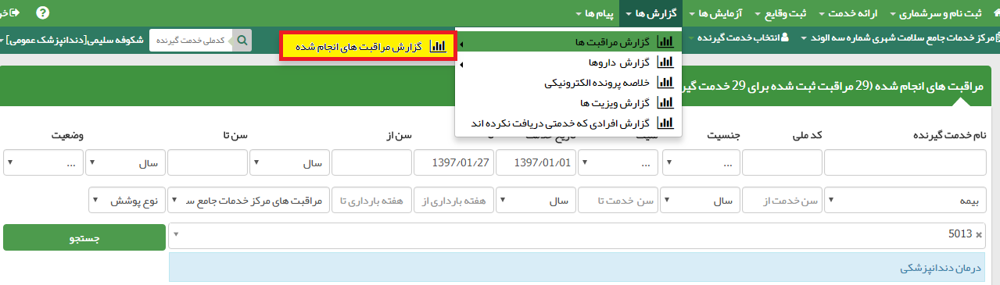 ثبت نام و سرشماری ارائه خدمت ثبت وقایع آزمایش ها گزارش ها پیام ها
مرکز خدمات جامع سلامت شهری شماره سه الوند انتخاب خدمت گیرنده کدملی خدمت گیرنده شکوفه سلیمی[دندانپزشک عمومی]
گزارش مراقبت ها
گزارش مراقبت های انجام شده
گزارش داروها
خلاصه پرونده الکترونیکی
گزارش ویزیت ها
گزارش افرادی که خدمتی دریافت نکرده اند
مراقبت های انجام شده (29 مراقبت ثبت شده برای 29 خدمت
نام خدمت گیرنده کد ملی جنسیت سن از سن تا وضعیت
... ... 1397/01/01 1397/01/27 سال سال ...
بیمه سن خدمت از سال سن خدمت تا سال هفته بارداری از هفته بارداری تا مراقبت های مرکز خدمات جامع س نوع پوشش
× 5013 جستجو
درمان دندانپزشکی